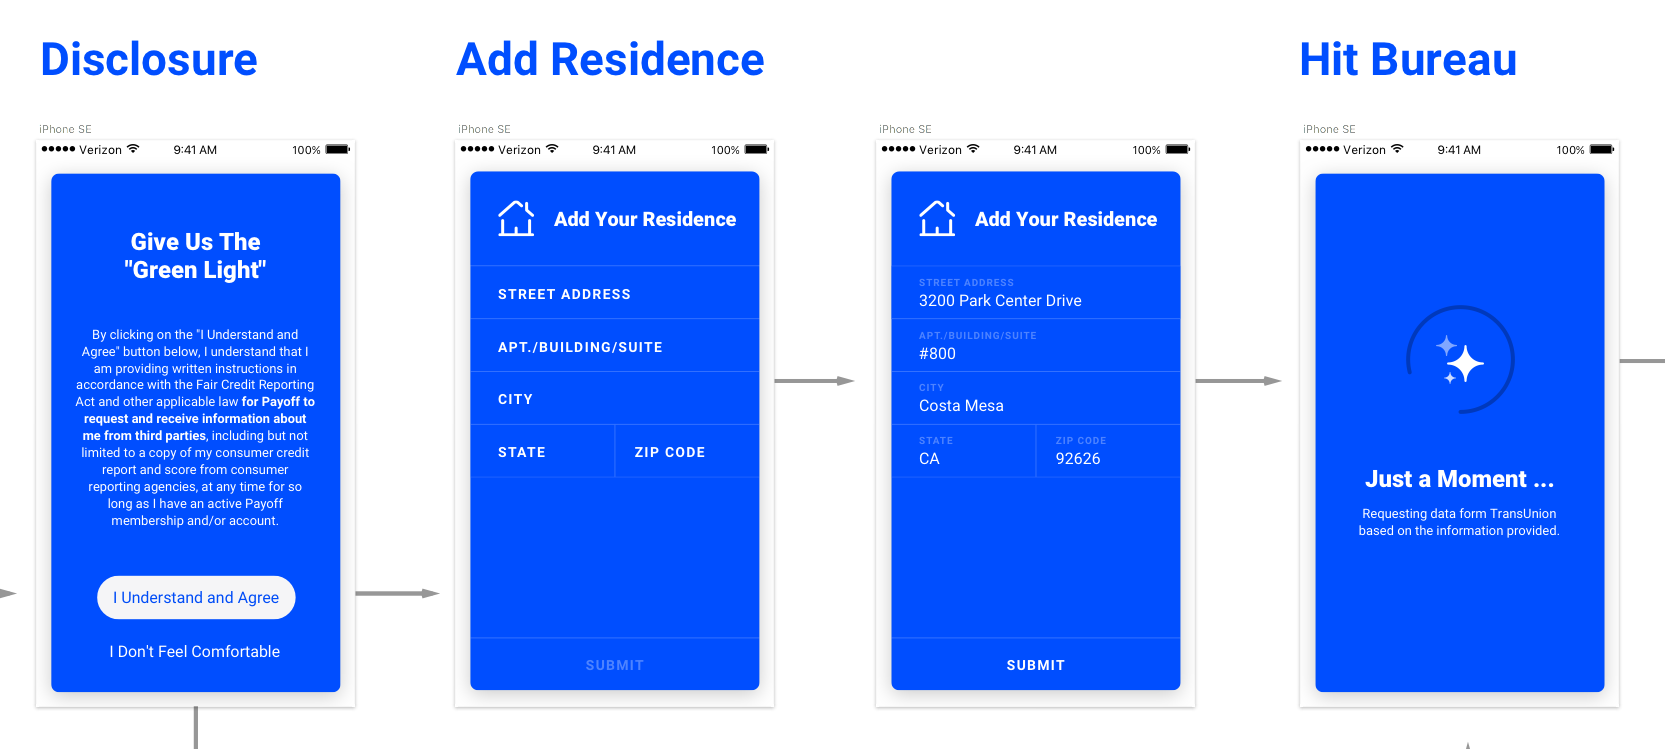 Disclosure
Add Residence
Hit Bureau
iPhone SE
Verizon 9:41 AM 100%
Give Us The
"Green Light"
By clicking on the "I Understand and
Agree" button below, I understand that I
am providing written instructions in
accordance with the Fair Credit Reporting
Act and other applicable law for Payoff to
request and receive information about
me from third parties, including but not
limited to a copy of my consumer credit
report and score from consumer
reporting agencies, at any time for so
long as I have an active Payoff
membership and/or account.
I Understand and Agree
I Don't Feel Comfortable
iPhone SE
Verizon 9:41 AM 100%
Add Your Residence
STREET ADDRESS
APT./BUILDING/SUITE
CITY
STATE ZIP CODE
SUBMIT
iPhone SE
Verizon 9:41 AM 100%
Add Your Residence
STREET ADDRESS
3200 Park Center Drive
APT./BUILDING/SUITE
#800
CITY
Costa Mesa
STATE ZIP CODE
CA 92626
SUBMIT
iPhone SE
Verizon 9:41 AM 100%
Just a Moment ...
Requesting data form TransUnion
based on the information provided.